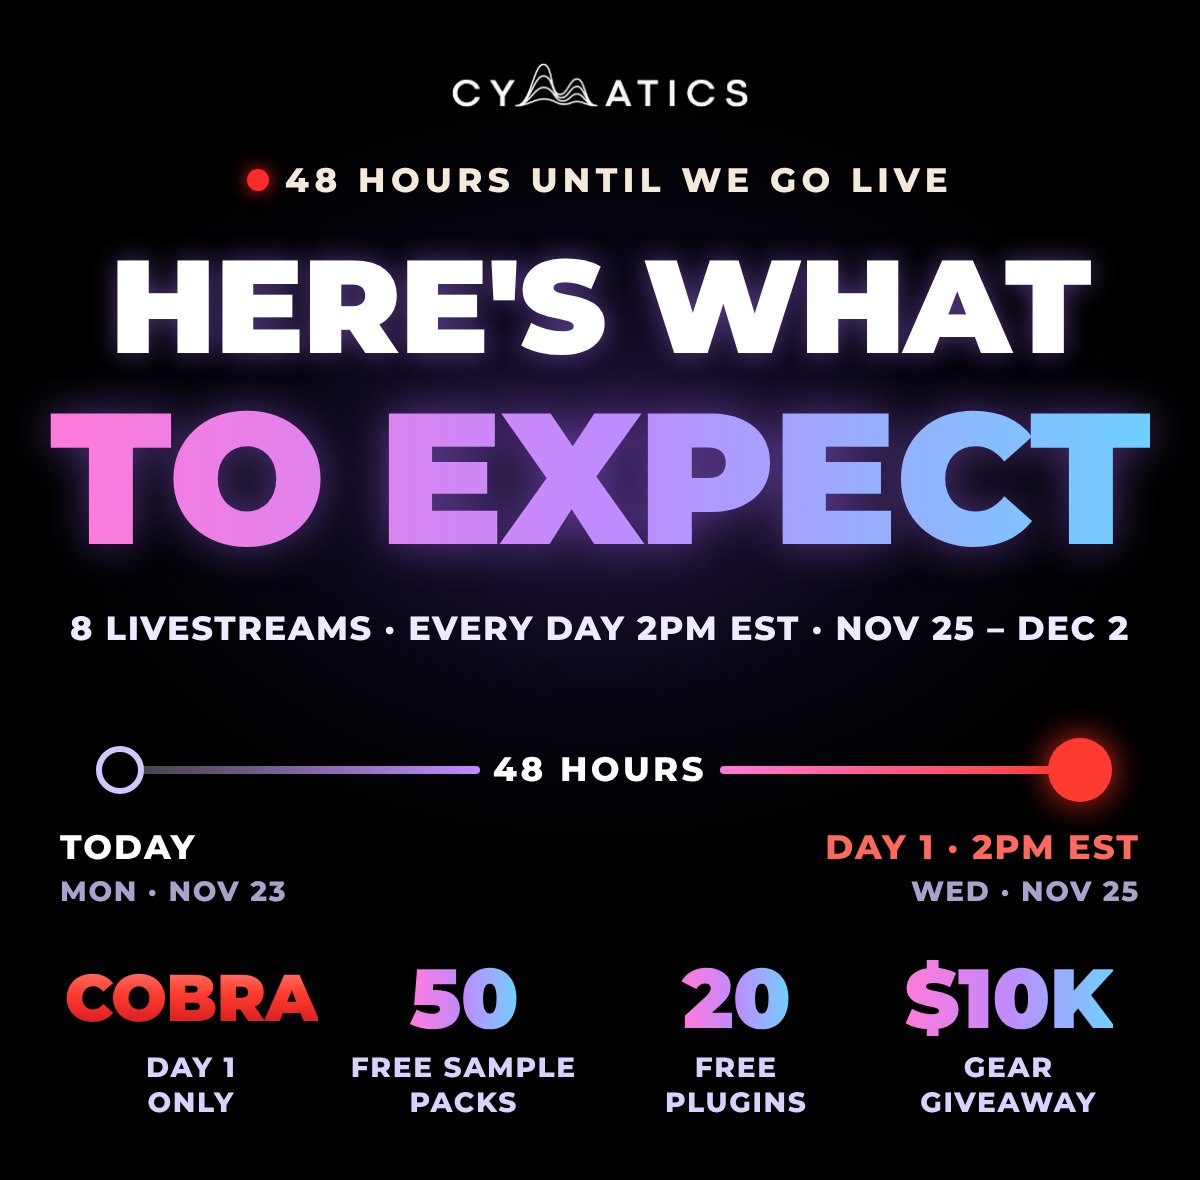 CYMATICS
48 HOURS UNTIL WE GO LIVE
HERE'S WHAT
TO EXPECT
8 LIVESTREAMS · EVERY DAY 2PM EST · NOV 25 – DEC 2
48 HOURS
TODAY
MON · NOV 23
DAY 1 · 2PM EST
WED · NOV 25
COBRA
DAY 1
ONLY
50
FREE SAMPLE
PACKS
20
FREE
PLUGINS
$10K
GEAR
GIVEAWAY